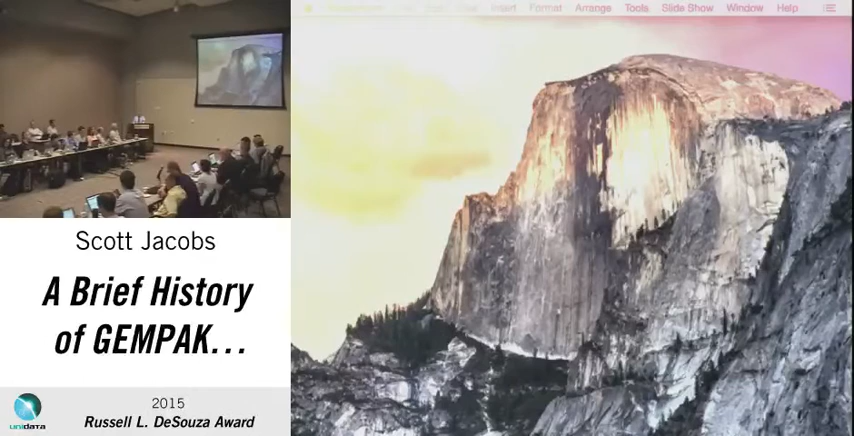 Insert Format Arrange Tools Slide Show Window Help
Scott Jacobs
A Brief History
of GEMPAK...
unidata
2015
Russell L. DeSouza Award